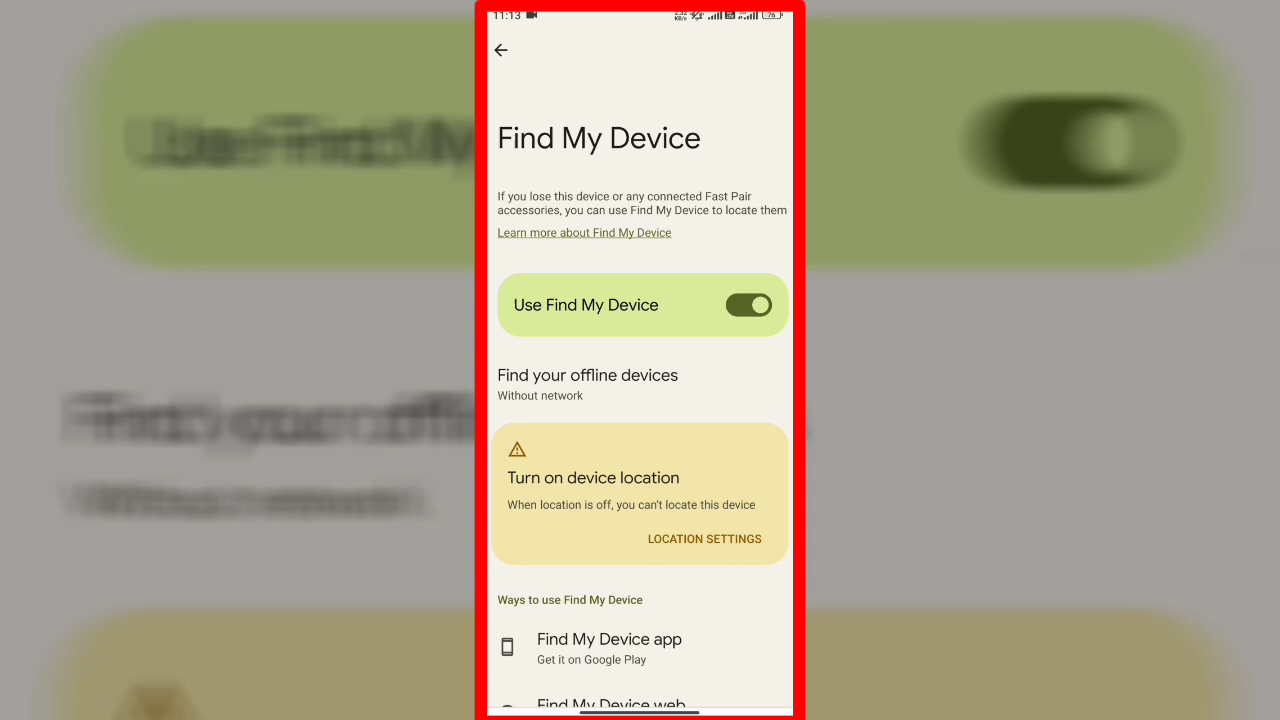 11:13
76
Find My Device
If you lose this device or any connected Fast Pair
accessories, you can use Find My Device to locate them
Learn more about Find My Device
Use Find My Device
Find your offline devices
Without network
Turn on device location
When location is off, you can't locate this device
LOCATION SETTINGS
Ways to use Find My Device
Find My Device app
Get it on Google Play
Find My Device web